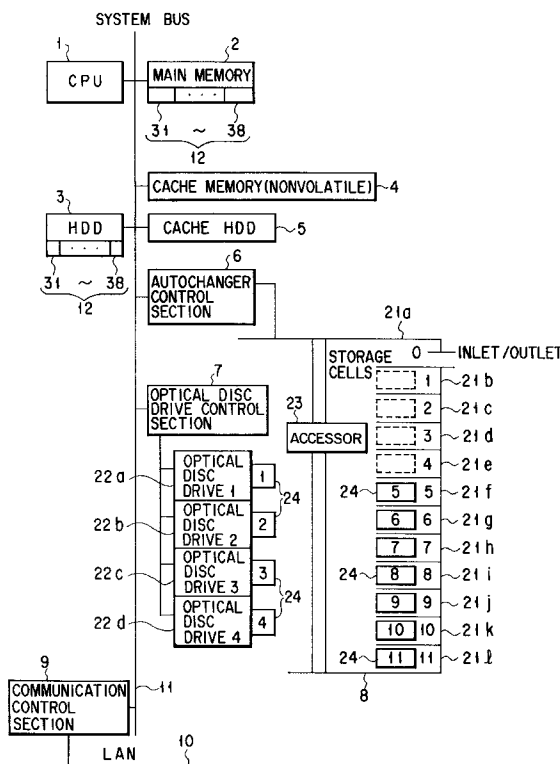 SYSTEM BUS
1
CPU
2
MAIN MEMORY
. . .
31 ~ 38
12
CACHE MEMORY(NONVOLATILE)
4
3
HDD
. . .
31 ~ 38
12
CACHE HDD
5
6
AUTOCHANGER
CONTROL
SECTION
21a
STORAGE
CELLS
0
INLET/OUTLET
1 21b
2 21c
3 21d
4 21e
24 5 5 21f
6 6 21g
7 7 21h
24 8 8 21i
9 9 21j
10 10 21k
24 11 11 21l
8
23
ACCESSOR
7
OPTICAL DISC
DRIVE CONTROL
SECTION
22a
OPTICAL
DISC
DRIVE 1
1
24
22b
OPTICAL
DISC
DRIVE 2
2
22c
OPTICAL
DISC
DRIVE 3
3
24
22d
OPTICAL
DISC
DRIVE 4
4
9
COMMUNICATION
CONTROL
SECTION
11
LAN
10